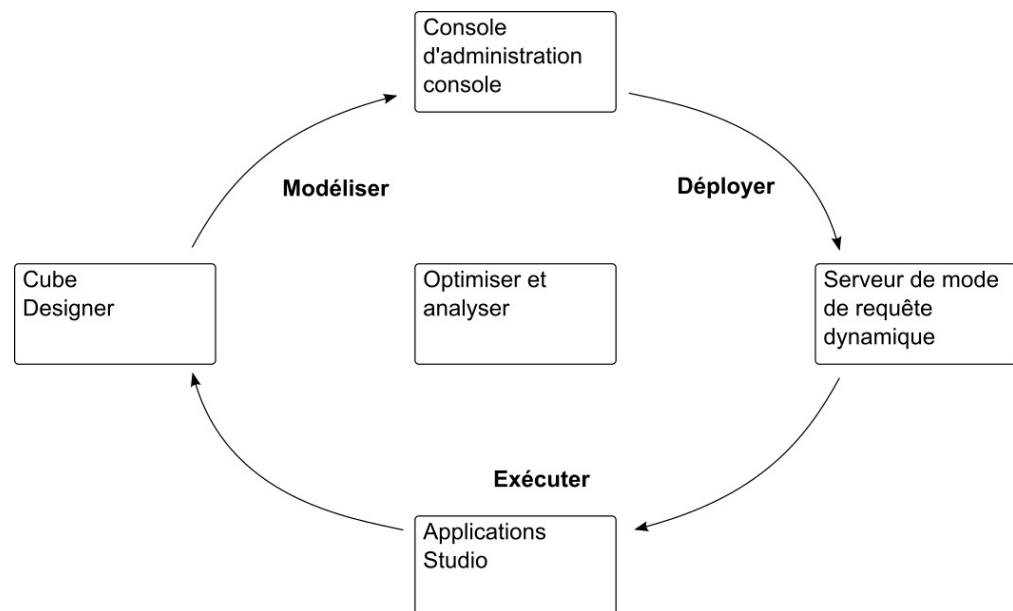 Console
d'administration
console
Modéliser
Déployer
Cube
Designer
Optimiser et
analyser
Serveur de mode
de requête
dynamique
Exécuter
Applications
Studio